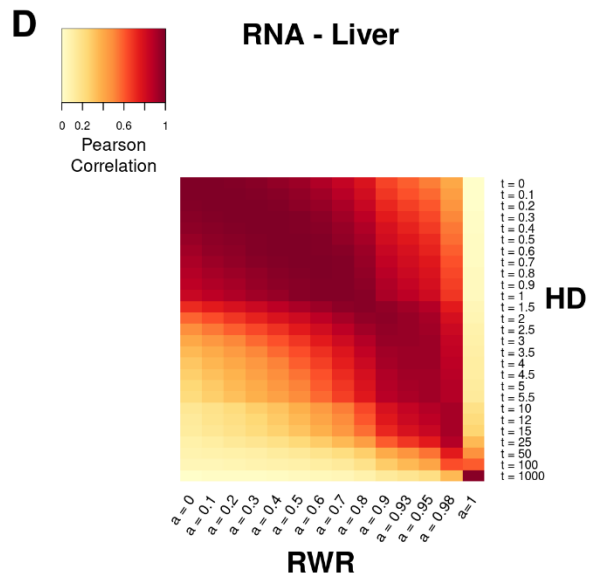 D
RNA - Liver
0 0.2 0.6 1
Pearson
Correlation
t = 0
t = 0.1
t = 0.2
t = 0.3
t = 0.4
t = 0.5
t = 0.6
t = 0.7
t = 0.8
t = 0.9
t = 1
t = 1.5
t = 2
t = 2.5
t = 3
t = 3.5
t = 4
t = 4.5
t = 5
t = 5.5
t = 10
t = 12
t = 15
t = 25
t = 50
t = 100
t = 1000
HD
a = 0
a = 0.1
a = 0.2
a = 0.3
a = 0.4
a = 0.5
a = 0.6
a = 0.7
a = 0.8
a = 0.9
a = 0.93
a = 0.95
a = 0.98
a=1
RWR